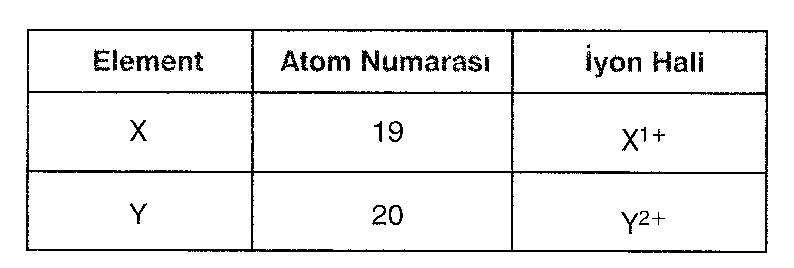 Element Atom Numarası İyon Hali
X 19 X¹⁺
Y 20 Y²⁺